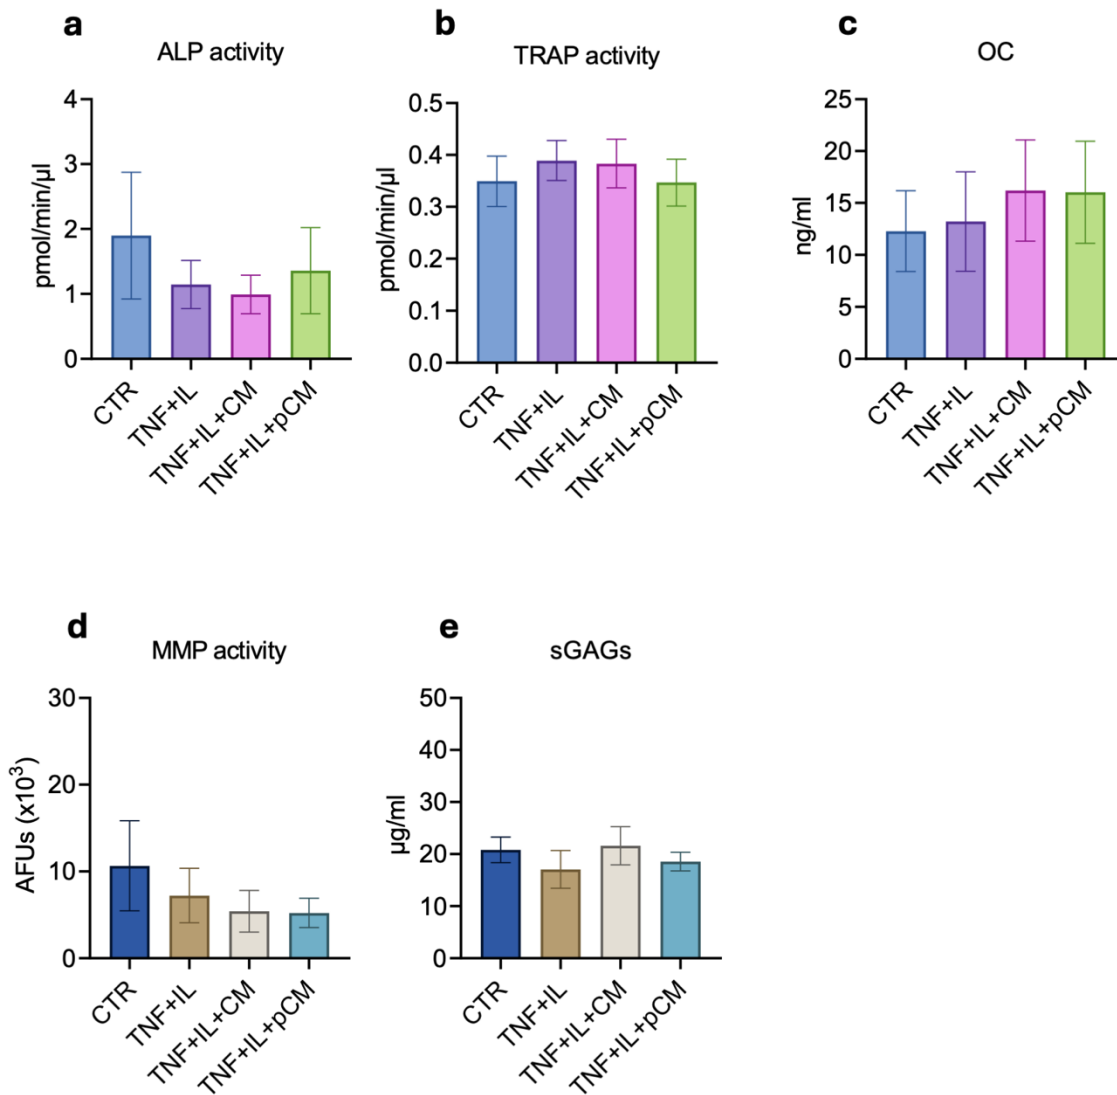 a
ALP activity
pmol/min/µl
4
3
2
1
0
CTR
TNF+IL
TNF+IL+CM
TNF+IL+pCM
b
TRAP activity
pmol/min/µl
0.5
0.4
0.3
0.2
0.1
0.0
CTR
TNF+IL
TNF+IL+CM
TNF+IL+pCM
c
OC
ng/ml
25
20
15
10
5
0
CTR
TNF+IL
TNF+IL+CM
TNF+IL+pCM
d
MMP activity
AFUs (x10³)
30
20
10
0
CTR
TNF+IL
TNF+IL+CM
TNF+IL+pCM
e
sGAGs
µg/ml
50
40
30
20
10
0
CTR
TNF+IL
TNF+IL+CM
TNF+IL+pCM